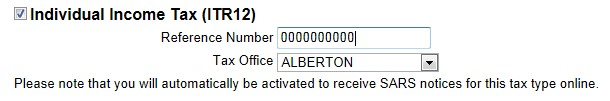 Individual Income Tax (ITR12)
Reference Number 0000000000
Tax Office ALBERTON
Please note that you will automatically be activated to receive SARS notices for this tax type online.